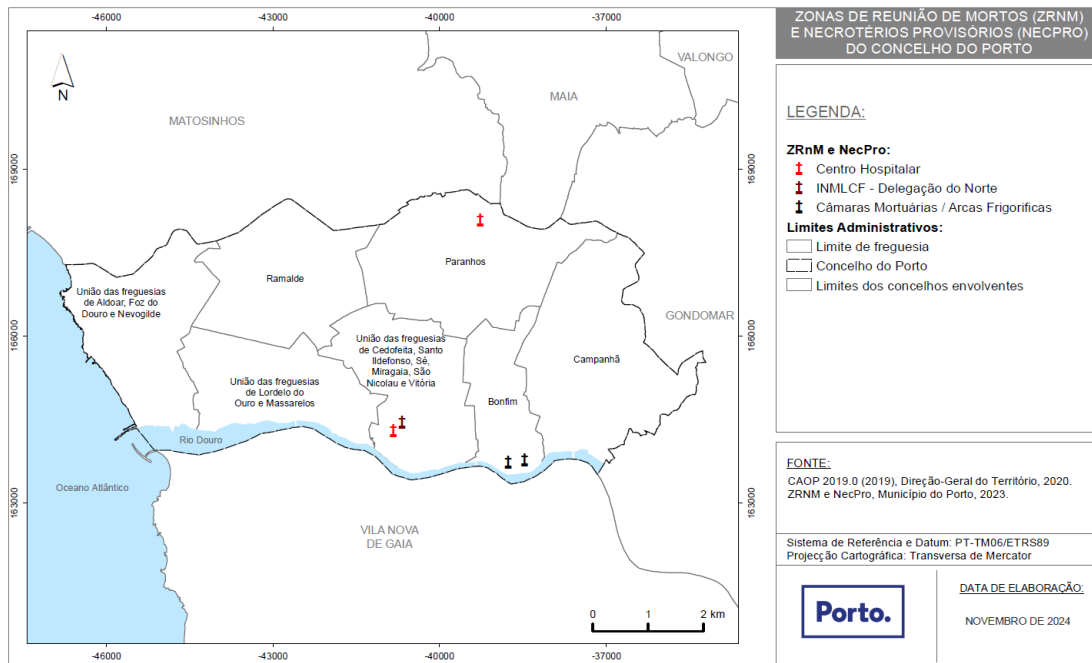 ZONAS DE REUNIÃO DE MORTOS (ZRNM)
E NECROTÉRIOS PROVISÓRIOS (NECPRO)
DO CONCELHO DO PORTO
-46000
-43000
-40000
-37000
VALONGO
MAIA
N
MATOSINHOS
169000
169000
Paranhos
Ramalde
União das freguesias
de Aldoar, Foz do
Douro e Nevogilde
GONDOMAR
166000
166000
União das freguesias
de Cedofeita, Santo
Ildefonso, Sé,
Miragaia, São
Nicolau e Vitória
Campanhã
União das freguesias
de Lordelo do
Ouro e Massarelos
Bonfim
Rio Douro
Oceano Atlântico
163000
163000
VILA NOVA
DE GAIA
0 1 2 km
-46000
-43000
-40000
-37000
LEGENDA:
ZRnM e NecPro:
Centro Hospitalar
INMLCF - Delegação do Norte
Câmaras Mortuárias / Arcas Frigorificas
Limites Administrativos:
Limite de freguesia
Concelho do Porto
Limites dos concelhos envolventes
FONTE:
CAOP 2019.0 (2019), Direção-Geral do Território, 2020.
ZRNM e NecPro, Município do Porto, 2023.
Sistema de Referência e Datum: PT-TM06/ETRS89
Projecção Cartográfica: Transversa de Mercator
Porto.
DATA DE ELABORAÇÃO:
NOVEMBRO DE 2024